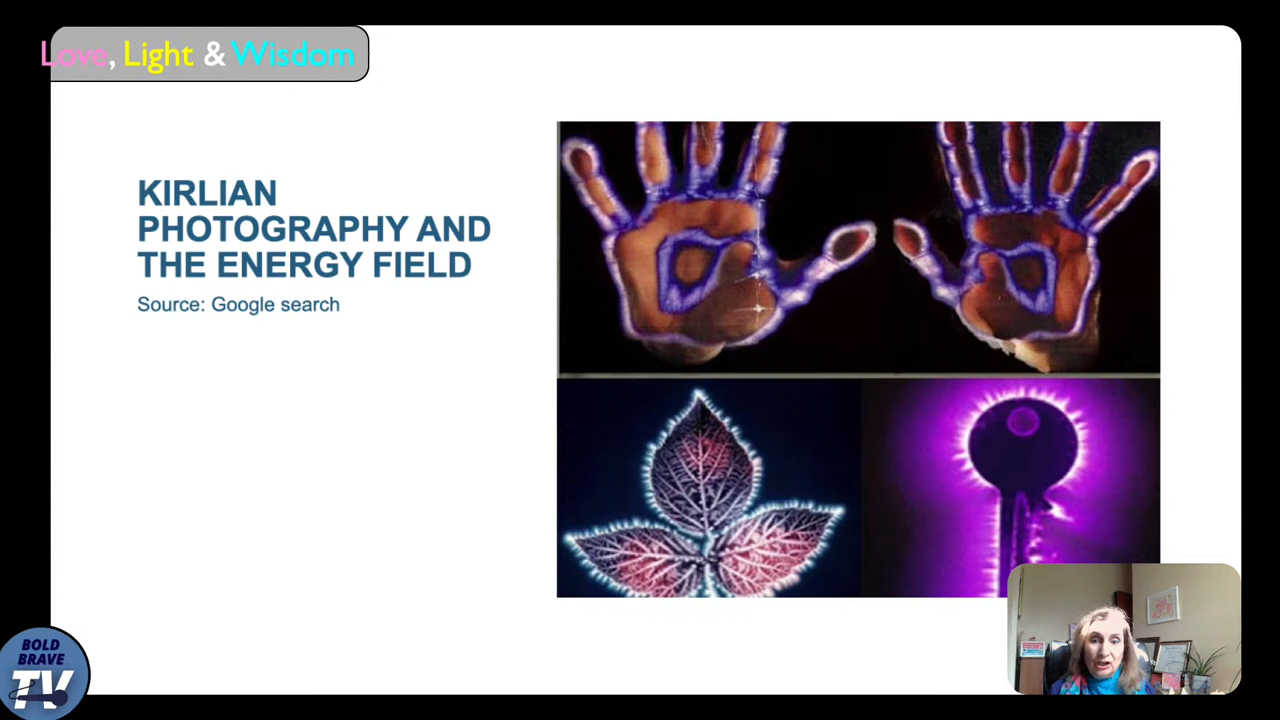 Love, Light & Wisdom
KIRLIAN
PHOTOGRAPHY AND
THE ENERGY FIELD
Source: Google search
BOLD
BRAVE
TV